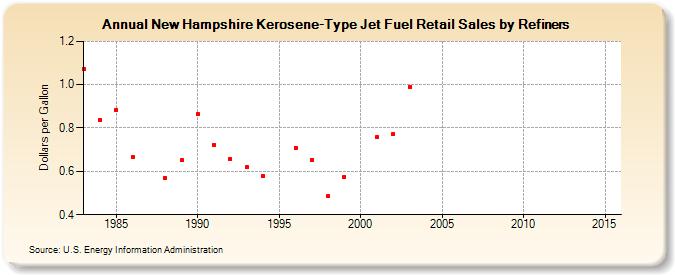 Annual New Hampshire Kerosene-Type Jet Fuel Retail Sales by Refiners
Dollars per Gallon
1.2
1.0
0.8
0.6
0.4
1985 1990 1995 2000 2005 2010 2015
Source: U.S. Energy Information Administration